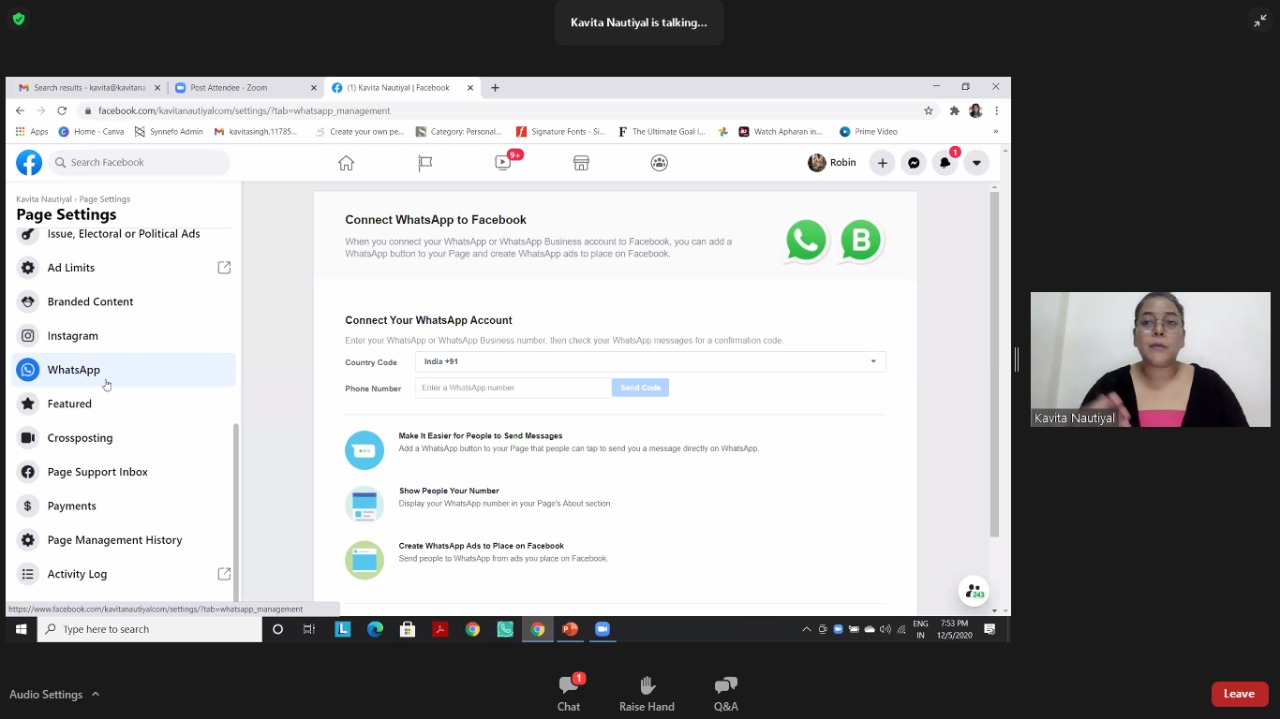 Kavita Nautiyal is talking...
Search results - kavita@kavitana
Post Attendee - Zoom
(1) Kavita Nautiyal | Facebook
facebook.com/kavitanautiyalcom/settings/?tab=whatsapp_management
Apps
Home - Canva
Synnefo Admin
kavitasingh.11785...
Create your own pe...
Category: Personal...
Signature Fonts - Si...
The Ultimate Goal I...
Watch Apharan in...
Prime Video
»
Search Facebook
9+
Robin
1
Kavita Nautiyal › Page Settings
Page Settings
Issue, Electoral or Political Ads
Ad Limits
Branded Content
Instagram
WhatsApp
Featured
Crossposting
Page Support Inbox
Payments
Page Management History
Activity Log
https://www.facebook.com/kavitanautiyalcom/settings/?tab=whatsapp_management
Connect WhatsApp to Facebook
When you connect your WhatsApp or WhatsApp Business account to Facebook, you can add a
WhatsApp button to your Page and create WhatsApp ads to place on Facebook.
B
Connect Your WhatsApp Account
Enter your WhatsApp or WhatsApp Business number, then check your WhatsApp messages for a confirmation code.
Country Code
India +91
Phone Number
Enter a WhatsApp number
Send Code
Make It Easier for People to Send Messages
Add a WhatsApp button to your Page that people can tap to send you a message directly on WhatsApp.
Show People Your Number
Display your WhatsApp number in your Page's About section.
Create WhatsApp Ads to Place on Facebook
Send people to WhatsApp from ads you place on Facebook.
243
Kavita Nautiyal
Type here to search
L
ENG
IN
7:53 PM
12/5/2020
Audio Settings
1
Chat
Raise Hand
Q&A
Leave